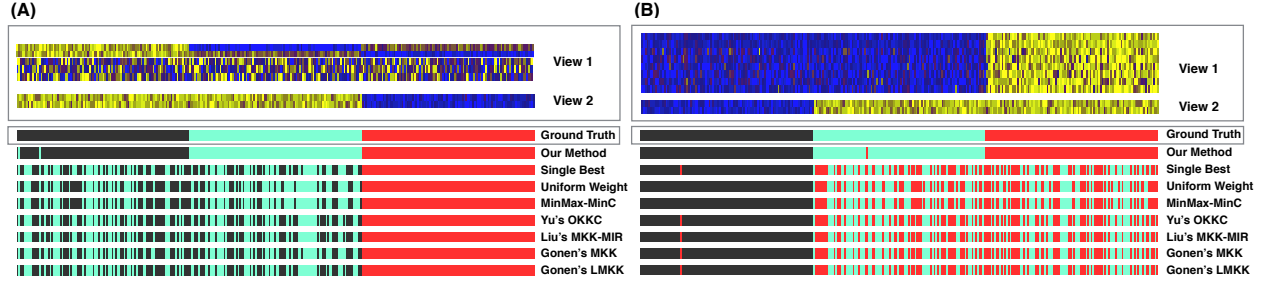 (A)
View 1
View 2
Ground Truth
Our Method
Single Best
Uniform Weight
MinMax-MinC
Yu's OKKC
Liu's MKK-MIR
Gonen's MKK
Gonen's LMKK
(B)
View 1
View 2
Ground Truth
Our Method
Single Best
Uniform Weight
MinMax-MinC
Yu's OKKC
Liu's MKK-MIR
Gonen's MKK
Gonen's LMKK